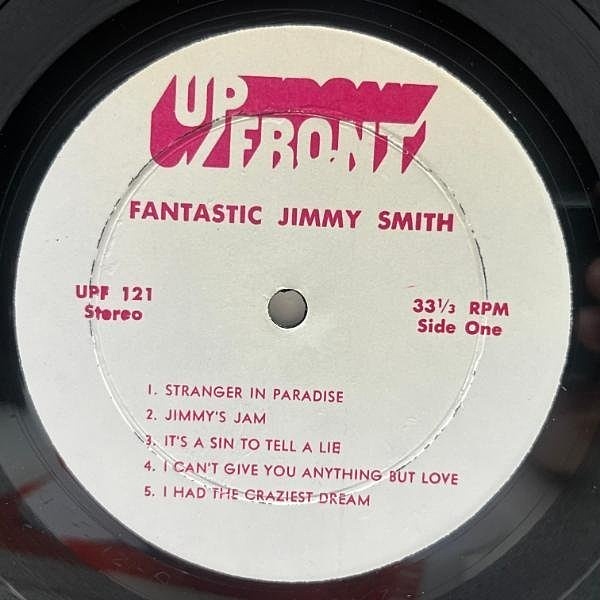 UP
FRONT
FANTASTIC JIMMY SMITH
UPF 121
Stereo
33⅓ RPM
Side One
1. STRANGER IN PARADISE
2. JIMMY'S JAM
3. IT'S A SIN TO TELL A LIE
4. I CAN'T GIVE YOU ANYTHING BUT LOVE
5. I HAD THE CRAZIEST DREAM